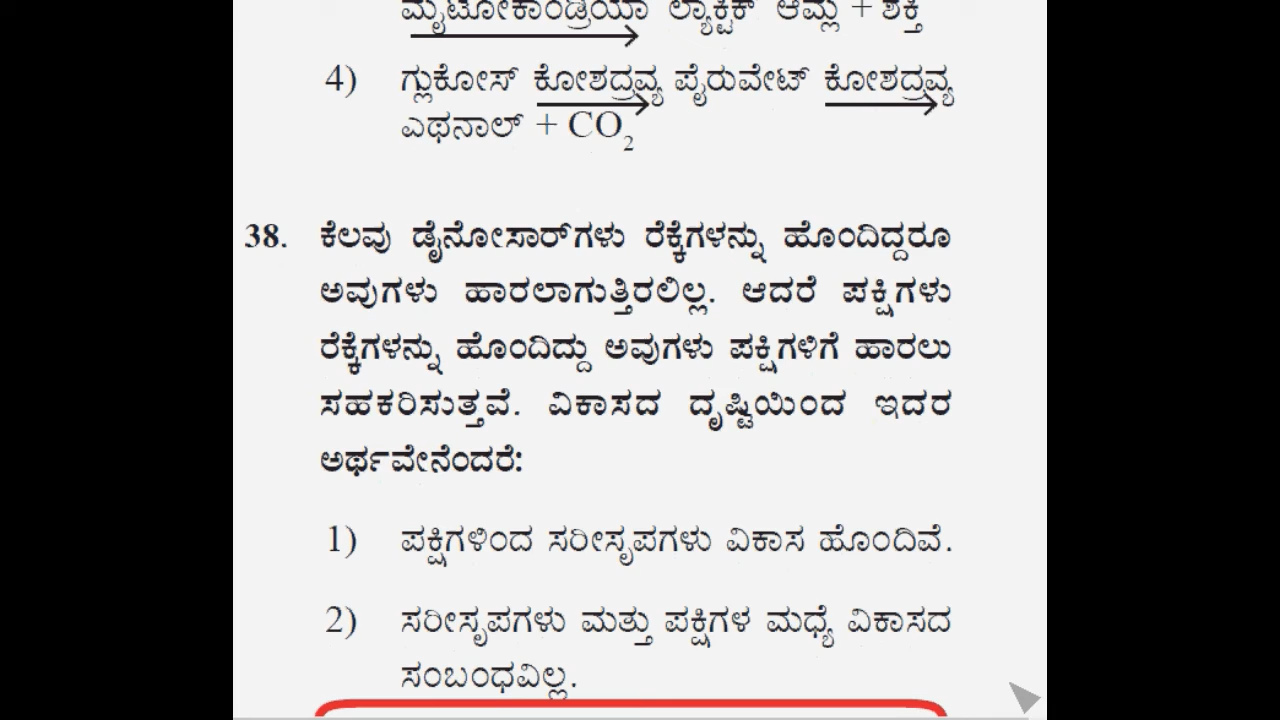 ಮೈಟೋಕಾಂಡ್ರಿಯಾ ಲ್ಯಾಕ್ಟಿಕ್ ಆಮ್ಲ + ಶಕ್ತಿ
4) ಗ್ಲುಕೋಸ್ ಕೋಶದ್ರವ್ಯ ಪೈರುವೇಟ್ ಕೋಶದ್ರವ್ಯ
ಎಥನಾಲ್ + CO₂
38. ಕೆಲವು ಡೈನೋಸಾರ್‌ಗಳು ರೆಕ್ಕೆಗಳನ್ನು ಹೊಂದಿದ್ದರೂ
ಅವುಗಳು ಹಾರಲಾಗುತ್ತಿರಲಿಲ್ಲ. ಆದರೆ ಪಕ್ಷಿಗಳು
ರೆಕ್ಕೆಗಳನ್ನು ಹೊಂದಿದ್ದು ಅವುಗಳು ಪಕ್ಷಿಗಳಿಗೆ ಹಾರಲು
ಸಹಕರಿಸುತ್ತವೆ. ವಿಕಾಸದ ದೃಷ್ಟಿಯಿಂದ ಇದರ
ಅರ್ಥವೇನೆಂದರೆ:
1) ಪಕ್ಷಿಗಳಿಂದ ಸರೀಸೃಪಗಳು ವಿಕಾಸ ಹೊಂದಿವೆ.
2) ಸರೀಸೃಪಗಳು ಮತ್ತು ಪಕ್ಷಿಗಳ ಮಧ್ಯೆ ವಿಕಾಸದ
ಸಂಬಂಧವಿಲ್ಲ.